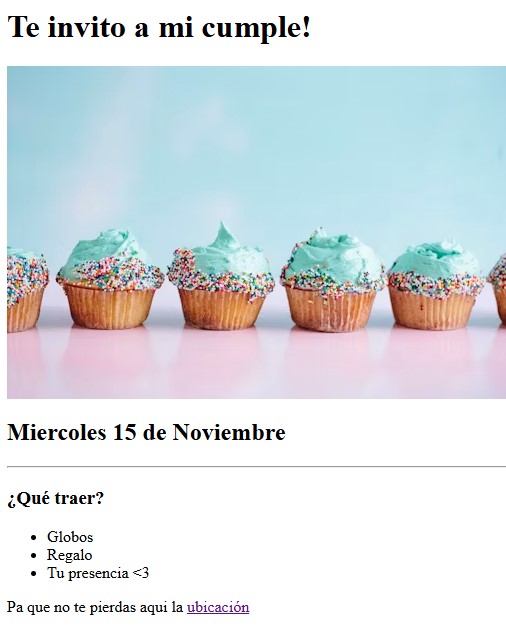 Te invito a mi cumple!
Miercoles 15 de Noviembre
¿Qué traer?
Globos
Regalo
Tu presencia <3
Pa que no te pierdas aqui la ubicación